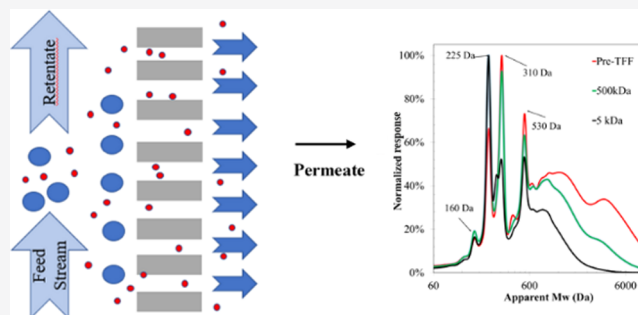 Retentate
Feed
Stream
Permeate
Normalized response
100%
80%
60%
40%
20%
0%
225 Da
310 Da
530 Da
160 Da
Pre-TFF
500kDa
5 kDa
60
600
6000
Apparent Mw (Da)